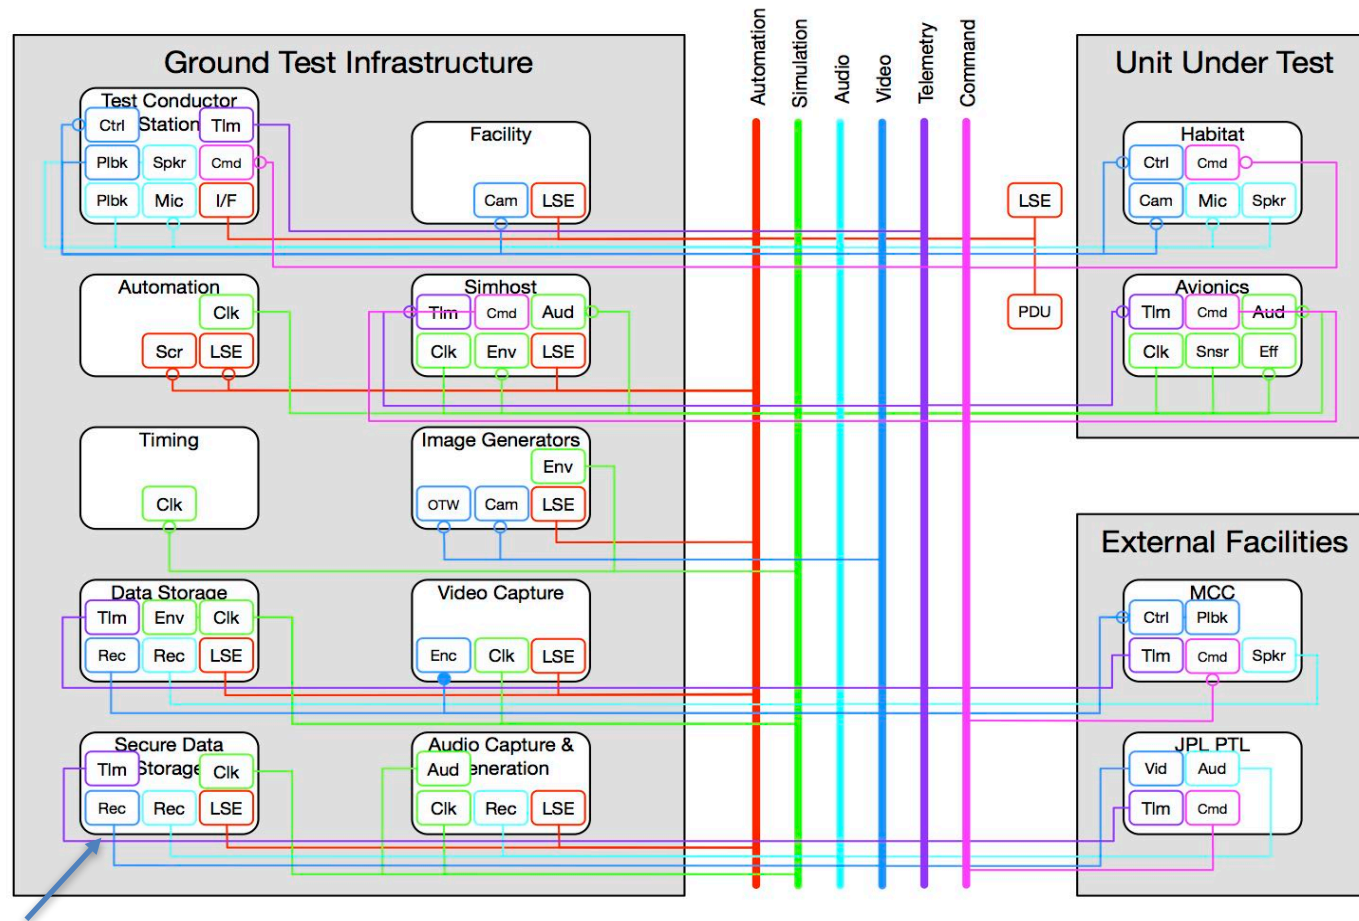 Automation
Simulation
Audio
Video
Telemetry
Command
Ground Test Infrastructure
Test Conductor
Station
Ctrl
Tlm
Plbk
Spkr
Cmd
Plbk
Mic
I/F
Facility
Cam
LSE
Automation
Clk
Scr
LSE
Simhost
Tlm
Cmd
Aud
Clk
Env
LSE
Timing
Clk
Image Generators
Env
OTW
Cam
LSE
Data Storage
Tlm
Env
Clk
Rec
Rec
LSE
Video Capture
Enc
Clk
LSE
Secure Data
Storage
Tlm
Clk
Rec
Rec
LSE
Audio Capture &
eneration
Aud
Clk
Rec
LSE
LSE
PDU
Unit Under Test
Habitat
Ctrl
Cmd
Cam
Mic
Spkr
Avionics
Tlm
Cmd
Aud
Clk
Snsr
Eff
External Facilities
MCC
Ctrl
Plbk
Tlm
Cmd
Spkr
JPL PTL
Vid
Aud
Tlm
Cmd